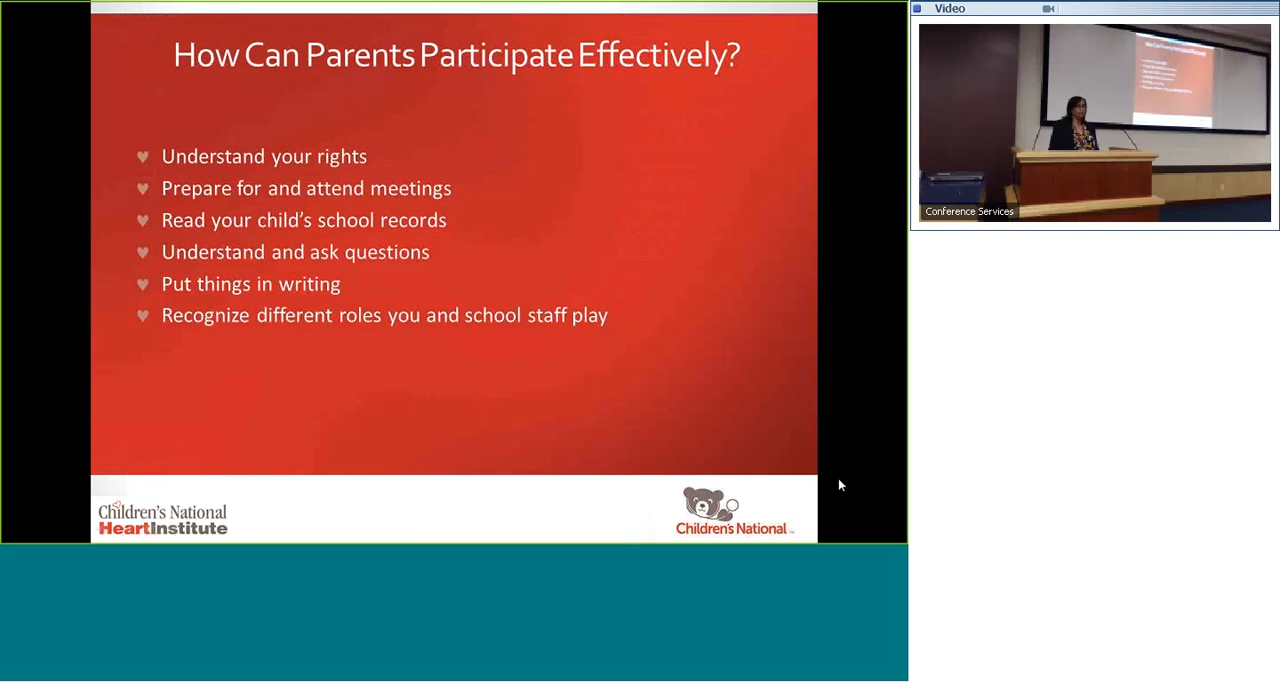 How Can Parents Participate Effectively?
Understand your rights
Prepare for and attend meetings
Read your child's school records
Understand and ask questions
Put things in writing
Recognize different roles you and school staff play
Children's National
HeartInstitute
Children's National
Video
Conference Services